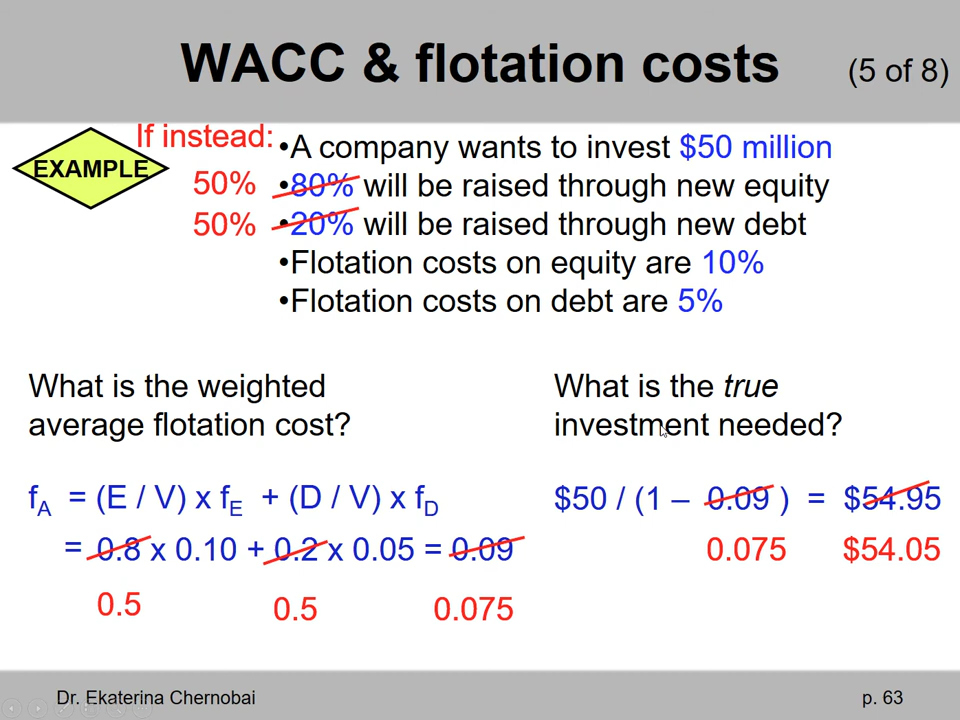 WACC & flotation costs (5 of 8)
EXAMPLE
If instead:
•A company wants to invest $50 million
50% •80% will be raised through new equity
50% •20% will be raised through new debt
•Flotation costs on equity are 10%
•Flotation costs on debt are 5%
What is the weighted
average flotation cost?
fA = (E / V) x fE + (D / V) x fD
= 0.8 x 0.10 + 0.2 x 0.05 = 0.09
0.5 0.5 0.075
What is the true
investment needed?
$50 / (1 – 0.09 ) = $54.95
0.075 $54.05
Dr. Ekaterina Chernobai p. 63